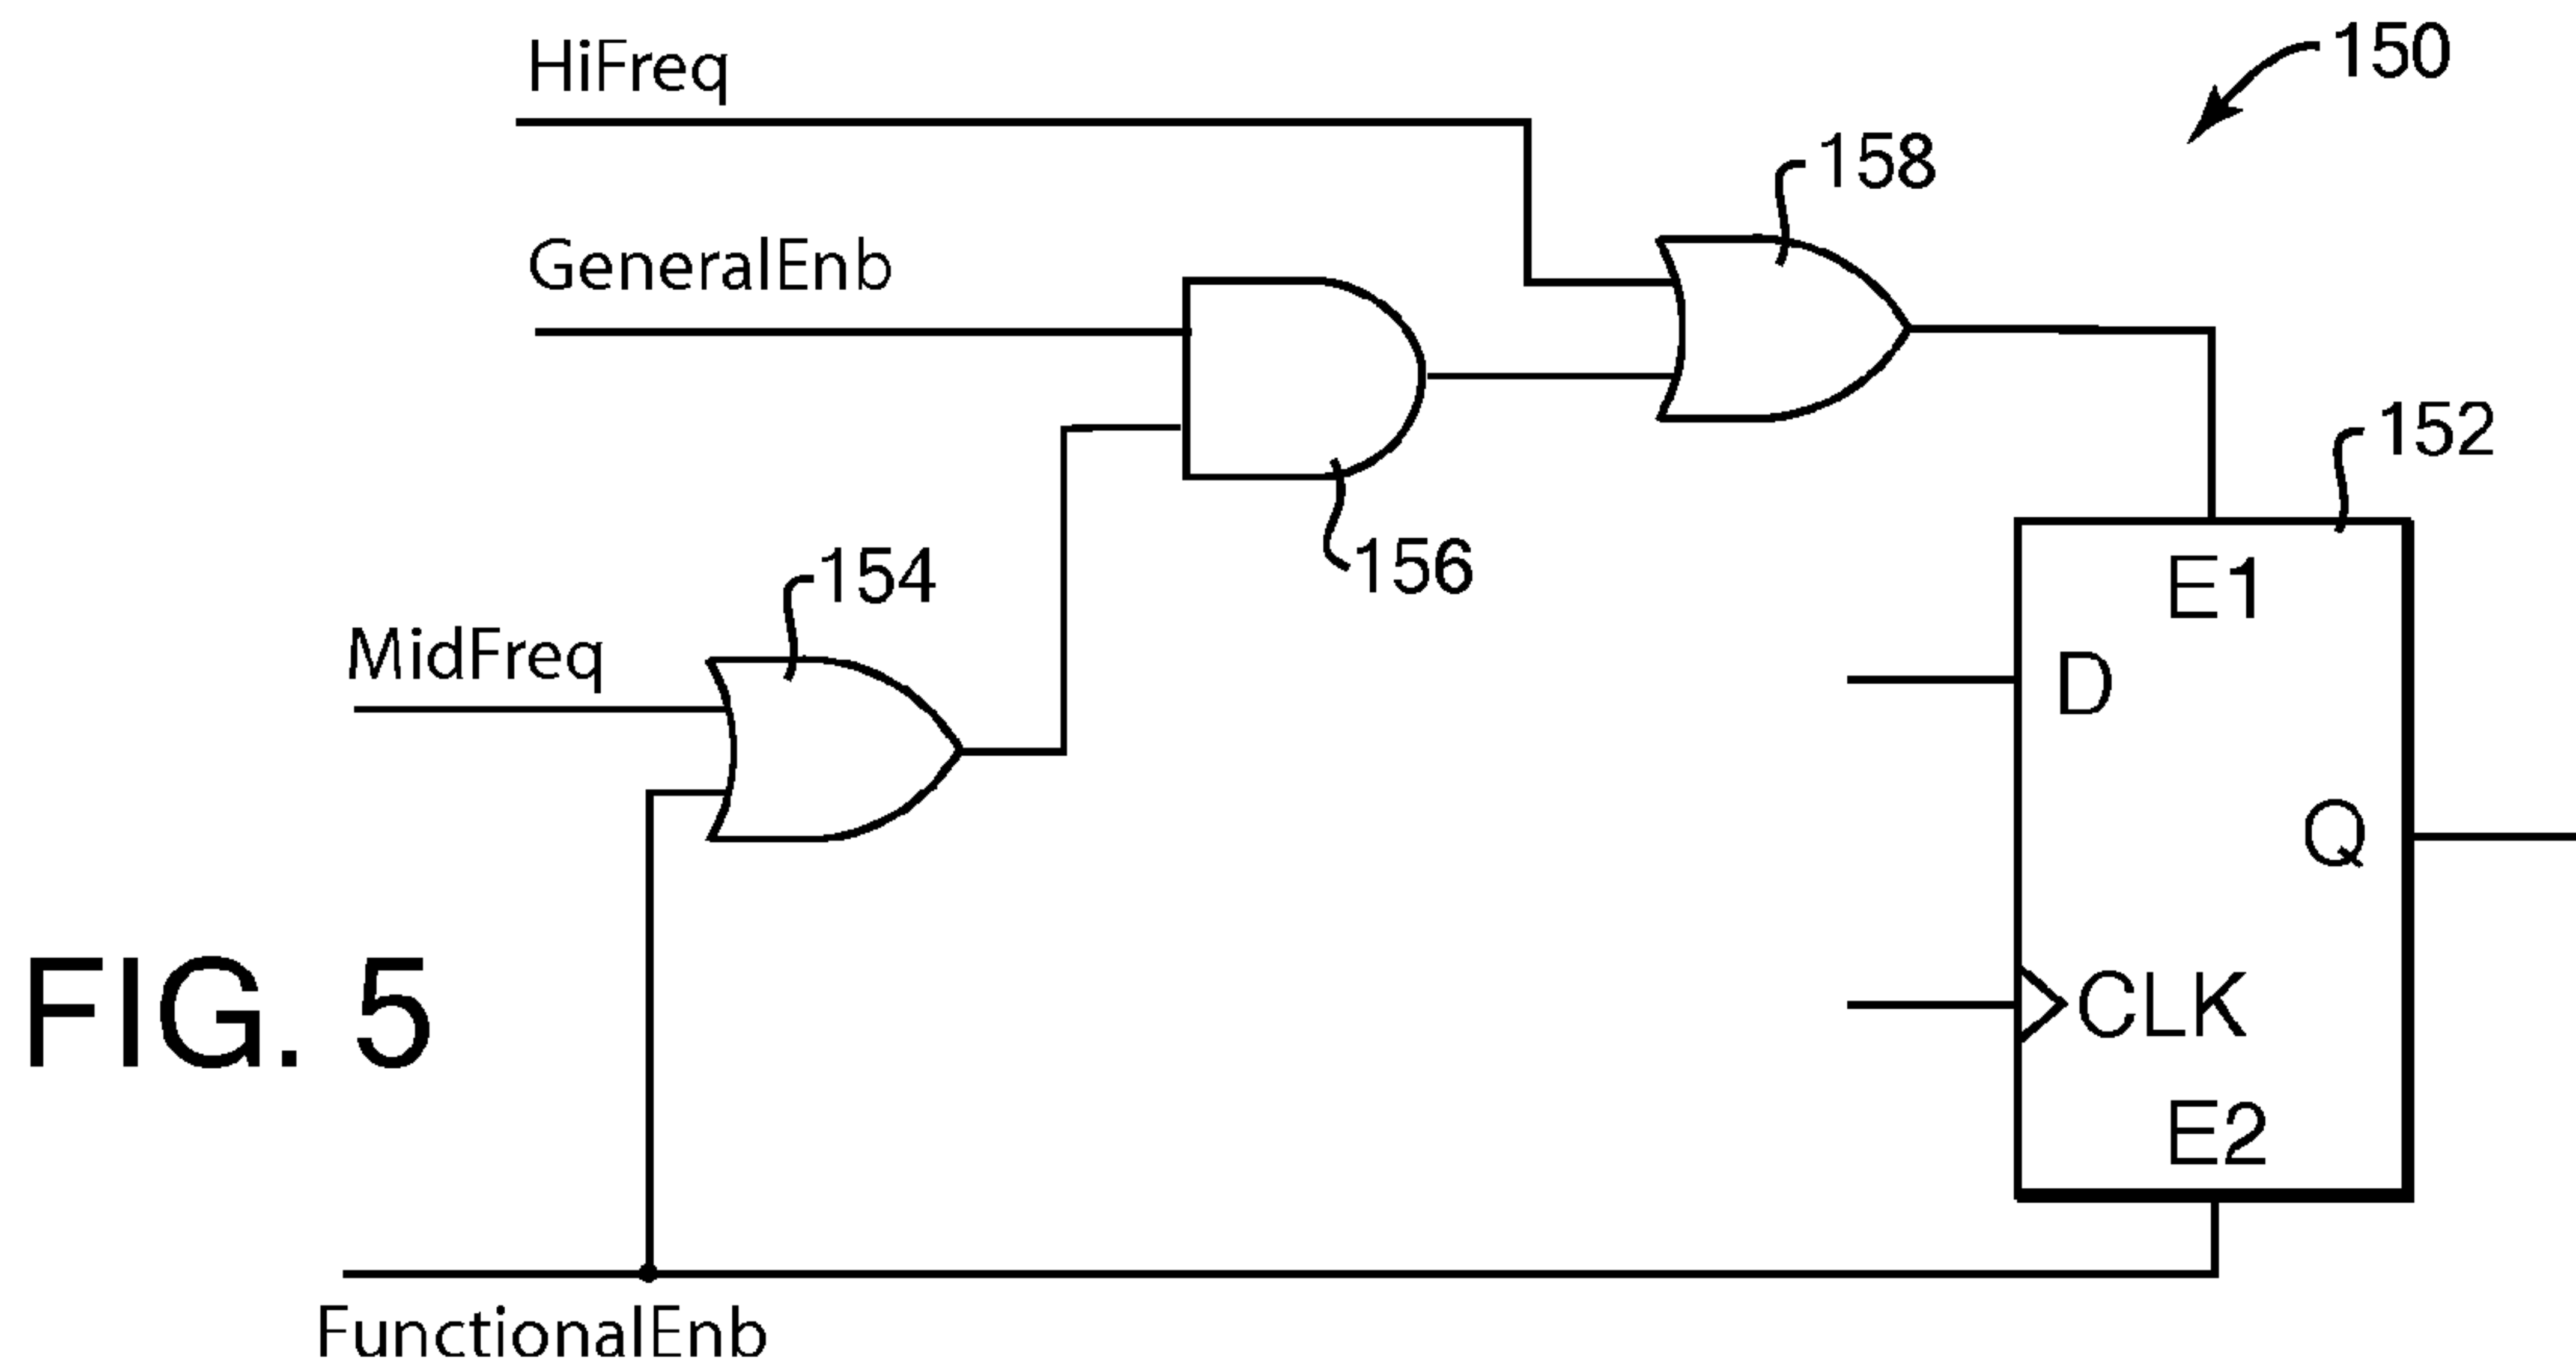 HiFreq
150
158
GeneralEnb
152
154
156
E1
MidFreq
D
Q
FIG. 5
CLK
E2
FunctionalEnb